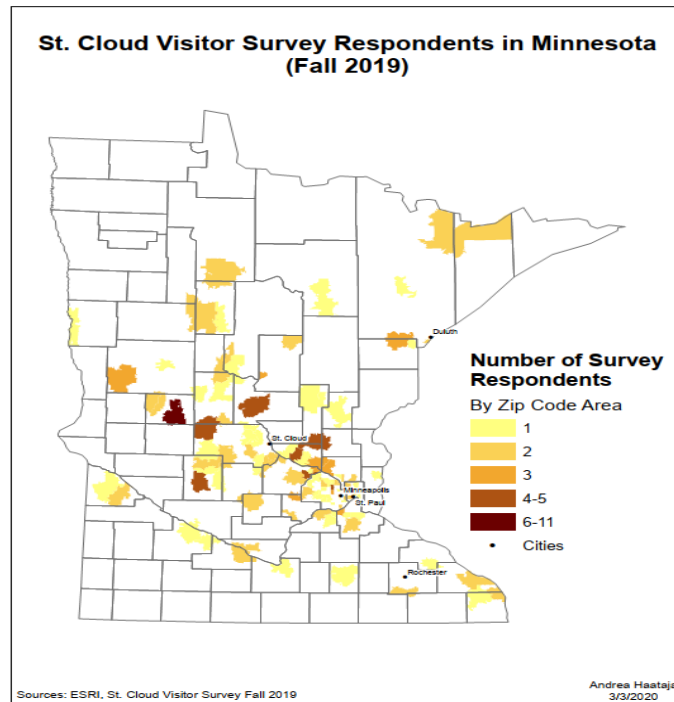 St. Cloud Visitor Survey Respondents in Minnesota
(Fall 2019)
Duluth
Number of Survey
Respondents
By Zip Code Area
1
2
3
4-5
6-11
Cities
St. Cloud
Minneapolis
St. Paul
Rochester
Sources: ESRI, St. Cloud Visitor Survey Fall 2019
Andrea Haataja
3/3/2020